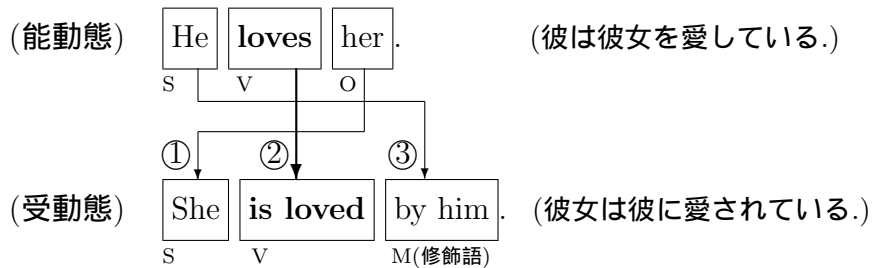 (能動態) He loves her. (彼は彼女を愛している.)
S V O
① ② ③
(受動態) She is loved by him. (彼女は彼に愛されている.)
S V M(修飾語)